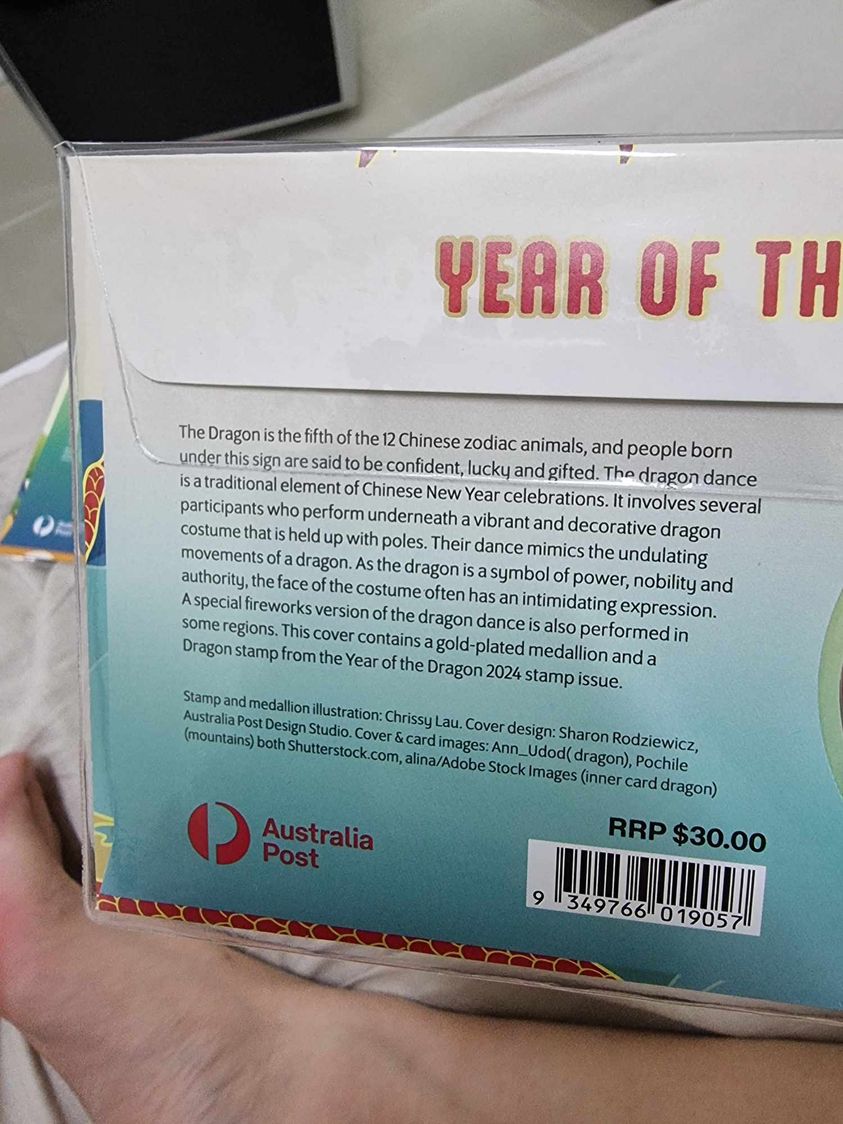 YEAR OF TH
The Dragon is the fifth of the 12 Chinese zodiac animals, and people born
under this sign are said to be confident, lucky and gifted. The dragon dance
is a traditional element of Chinese New Year celebrations. It involves several
participants who perform underneath a vibrant and decorative dragon
costume that is held up with poles. Their dance mimics the undulating
movements of a dragon. As the dragon is a symbol of power, nobility and
authority, the face of the costume often has an intimidating expression.
A special fireworks version of the dragon dance is also performed in
some regions. This cover contains a gold-plated medallion and a
Dragon stamp from the Year of the Dragon 2024 stamp issue.
Stamp and medallion illustration: Chrissy Lau. Cover design: Sharon Rodziewicz,
Australia Post Design Studio. Cover & card images: Ann_Udod( dragon), Pochile
(mountains) both Shutterstock.com, alina/Adobe Stock Images (inner card dragon)
Australia
Post
RRP $30.00
9 349766 019057